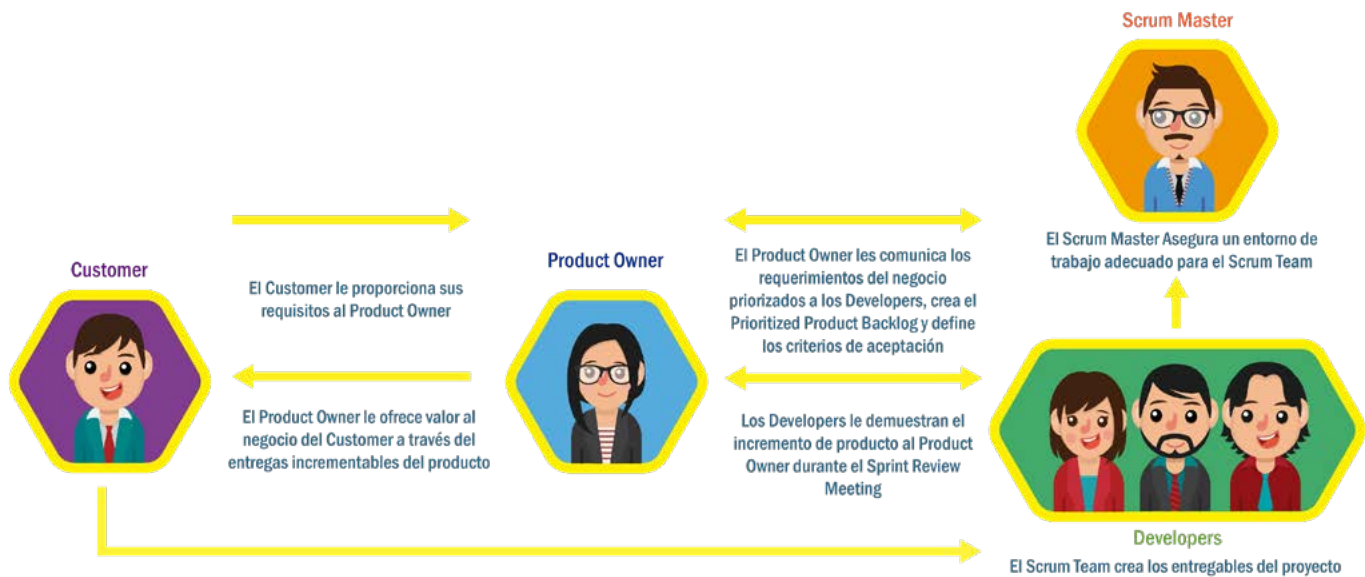 Scrum Master
El Scrum Master Asegura un entorno de
trabajo adecuado para el Scrum Team
Customer
El Customer le proporciona sus
requisitos al Product Owner
El Product Owner le ofrece valor al
negocio del Customer a través del
entregas incrementables del producto
Product Owner
El Product Owner les comunica los
requerimientos del negocio
priorizados a los Developers, crea el
Prioritized Product Backlog y define
los criterios de aceptación
Los Developers le demuestran el
incremento de producto al Product
Owner durante el Sprint Review
Meeting
Developers
El Scrum Team crea los entregables del proyecto